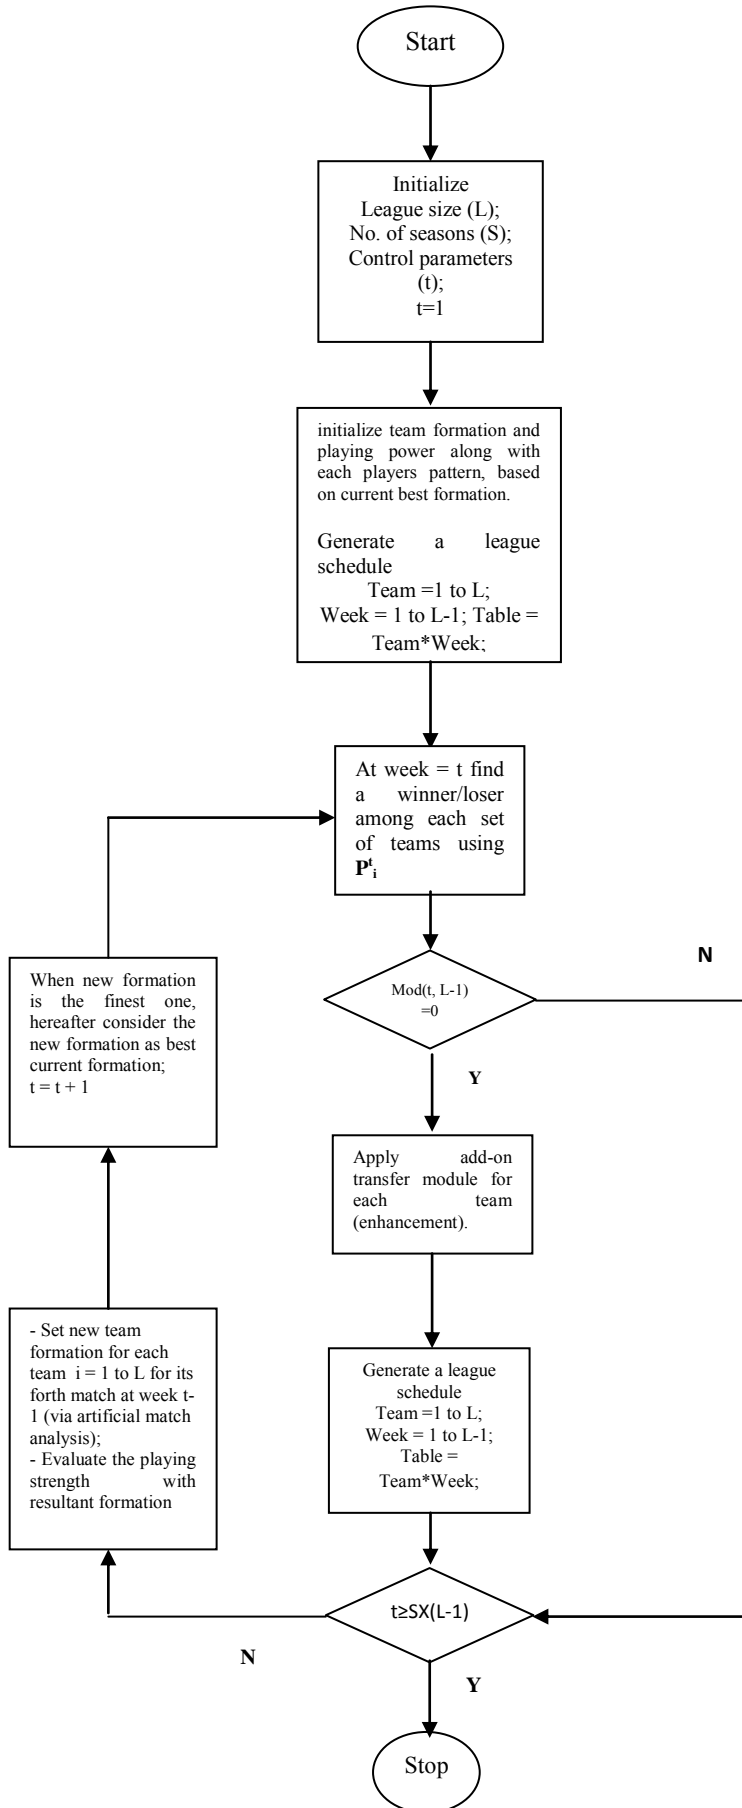 Start
Initialize
League size (L);
No. of seasons (S);
Control parameters
(t);
t=1
initialize team formation and
playing power along with
each players pattern, based
on current best formation.
Generate a league
schedule
Team =1 to L;
Week = 1 to L-1; Table =
Team*Week;
At week = t find
a winner/loser
among each set
of teams using
P^t_i
Mod(t, L-1)
=0
N
Y
Apply add-on
transfer module for
each team
(enhancement).
Generate a league
schedule
Team =1 to L;
Week = 1 to L-1;
Table =
Team*Week;
t≥SX(L-1)
N
Y
Stop
- Set new team
formation for each
team i = 1 to L for its
forth match at week t-
1 (via artificial match
analysis);
- Evaluate the playing
strength with
resultant formation
When new formation
is the finest one,
hereafter consider the
new formation as best
current formation;
t = t + 1